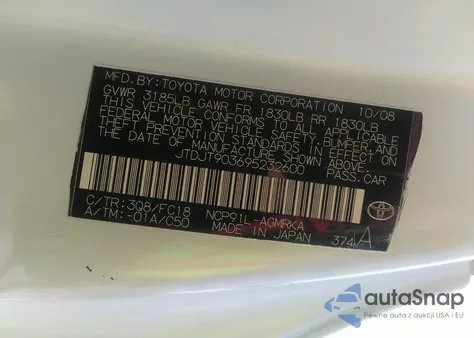 MFD. BY: TOYOTA MOTOR CORPORATION 10/08
GVWR 3185LB GAWR FR 1830LB RR 1830LB
THIS VEHICLE CONFORMS TO ALL APPLICABLE
FEDERAL MOTOR VEHICLE SAFETY, BUMPER, AND
THEFT PREVENTION STANDARDS IN EFFECT ON
THE DATE OF MANUFACTURE SHOWN ABOVE.
JTDJT903695232600 PASS. CAR
C/TR: 3Q8/FC18 NCP91L-AGMRKA
A/TM: -01A/C50 MADE IN JAPAN 374A
TOYOTA
autoSnap
Pewne auta z aukcji USA i EU